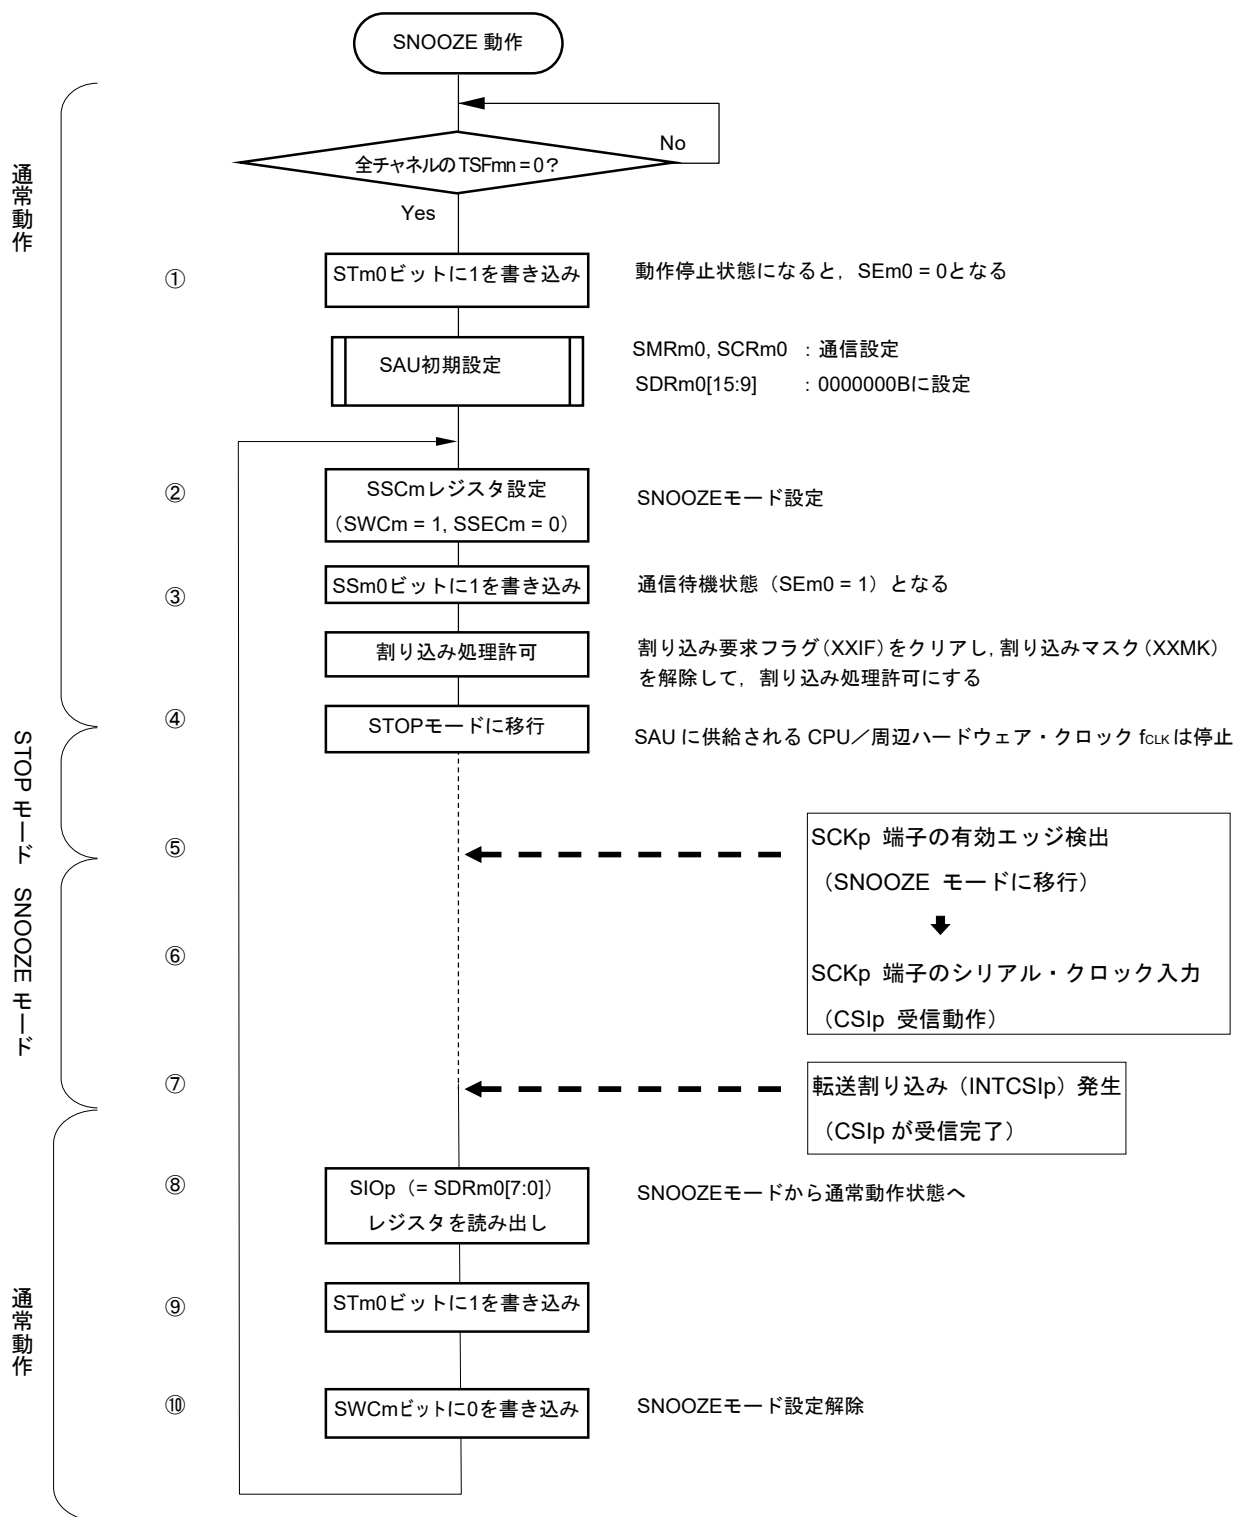 SNOOZE 動作
No
全チャネルの TSFmn = 0？
Yes
通常動作
①
STm0ビットに1を書き込み
動作停止状態になると，SEm0 = 0となる
SAU初期設定
SMRm0, SCRm0 ：通信設定
SDRm0[15:9] ：0000000Bに設定
②
SSCmレジスタ設定
（SWCm = 1, SSECm = 0）
SNOOZEモード設定
③
SSm0ビットに1を書き込み
通信待機状態（SEm0 = 1）となる
割り込み処理許可
割り込み要求フラグ（XXIF）をクリアし, 割り込みマスク（XXMK）
を解除して，割り込み処理許可にする
④
STOPモードに移行
SAU に供給される CPU／周辺ハードウェア・クロック fCLK は停止
STOP モード
⑤
SCKp 端子の有効エッジ検出
（SNOOZE モードに移行）
SNOOZE モード
⑥
SCKp 端子のシリアル・クロック入力
（CSIp 受信動作）
⑦
転送割り込み（INTCSIp）発生
（CSIp が受信完了）
⑧
SIOp（= SDRm0[7:0]）
レジスタを読み出し
SNOOZEモードから通常動作状態へ
通常動作
⑨
STm0ビットに1を書き込み
⑩
SWCmビットに0を書き込み
SNOOZEモード設定解除